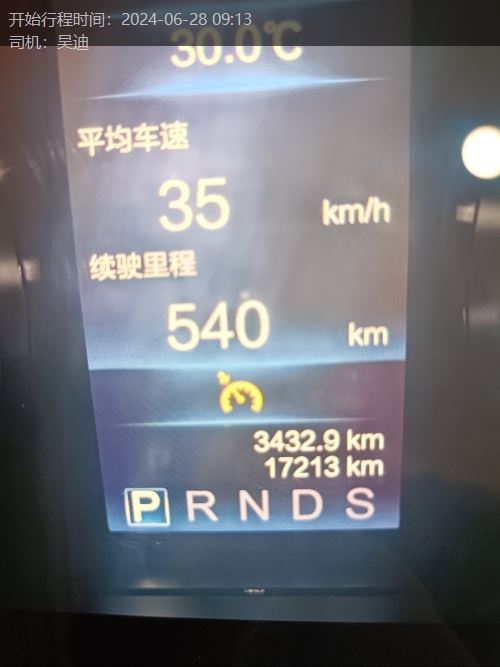 开始行程时间：2024-06-28 09:13
司机：吴迪
30.0℃
平均车速
35 km/h
续驶里程
540 km
3432.9 km
17213 km
P R N D S